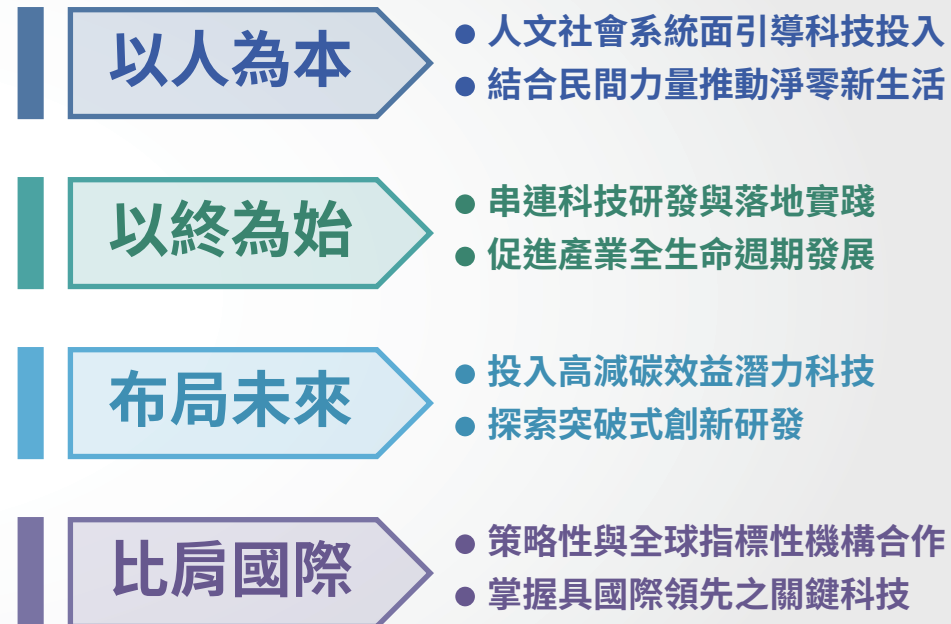 以人為本
● 人文社會系統面引導科技投入
● 結合民間力量推動淨零新生活
以終為始
● 串連科技研發與落地實踐
● 促進產業全生命週期發展
布局未來
● 投入高減碳效益潛力科技
● 探索突破式創新研發
比肩國際
● 策略性與全球指標性機構合作
● 掌握具國際領先之關鍵科技